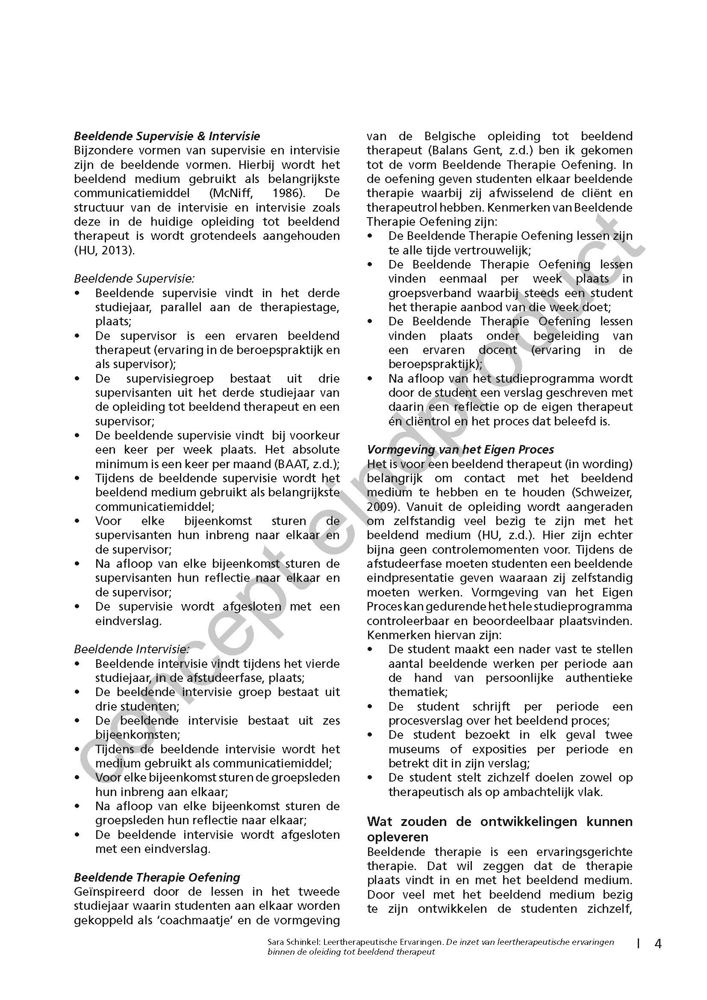 Beeldende Supervisie & Intervisie
Bijzondere vormen van supervisie en intervisie
zijn de beeldende vormen. Hierbij wordt het
beeldend medium gebruikt als belangrijkste
communicatiemiddel (McNiff, 1986). De
structuur van de intervisie en intervisie zoals
deze in de huidige opleiding tot beeldend
therapeut is wordt grotendeels aangehouden
(HU, 2013).
Beeldende Supervisie:
• Beeldende supervisie vindt in het derde
studiejaar, parallel aan de therapiestage,
plaats;
• De supervisor is een ervaren beeldend
therapeut (ervaring in de beroepspraktijk en
als supervisor);
• De supervisiegroep bestaat uit drie
supervisanten uit het derde studiejaar van
de opleiding tot beeldend therapeut en een
supervisor;
• De beeldende supervisie vindt bij voorkeur
een keer per week plaats. Het absolute
minimum is een keer per maand (BAAT, z.d.);
• Tijdens de beeldende supervisie wordt het
beeldend medium gebruikt als belangrijkste
communicatiemiddel;
• Voor elke bijeenkomst sturen de
supervisanten hun inbreng naar elkaar en
de supervisor;
• Na afloop van elke bijeenkomst sturen de
supervisanten hun reflectie naar elkaar en
de supervisor;
• De supervisie wordt afgesloten met een
eindverslag.
Beeldende Intervisie:
• Beeldende intervisie vindt tijdens het vierde
studiejaar, in de afstudeerfase, plaats;
• De beeldende intervisie groep bestaat uit
drie studenten;
• De beeldende intervisie bestaat uit zes
bijeenkomsten;
• Tijdens de beeldende intervisie wordt het
medium gebruikt als communicatiemiddel;
• Voor elke bijeenkomst sturen de groepsleden
hun inbreng aan elkaar;
• Na afloop van elke bijeenkomst sturen de
groepsleden hun reflectie naar elkaar;
• De beeldende intervisie wordt afgesloten
met een eindverslag.
Beeldende Therapie Oefening
Geïnspireerd door de lessen in het tweede
studiejaar waarin studenten aan elkaar worden
gekoppeld als ‘coachmaatje’ en de vormgeving
van de Belgische opleiding tot beeldend
therapeut (Balans Gent, z.d.) ben ik gekomen
tot de vorm Beeldende Therapie Oefening. In
de oefening geven studenten elkaar beeldende
therapie waarbij zij afwisselend de cliënt en
therapeutrol hebben. Kenmerken van Beeldende
Therapie Oefening zijn:
• De Beeldende Therapie Oefening lessen zijn
te alle tijde vertrouwelijk;
• De Beeldende Therapie Oefening lessen
vinden eenmaal per week plaats in
groepsverband waarbij steeds een student
het therapie aanbod van die week doet;
• De Beeldende Therapie Oefening lessen
vinden plaats onder begeleiding van
een ervaren docent (ervaring in de
beroepspraktijk);
• Na afloop van het studieprogramma wordt
door de student een verslag geschreven met
daarin een reflectie op de eigen therapeut
én cliëntrol en het proces dat beleefd is.
Vormgeving van het Eigen Proces
Het is voor een beeldend therapeut (in wording)
belangrijk om contact met het beeldend
medium te hebben en te houden (Schweizer,
2009). Vanuit de opleiding wordt aangeraden
om zelfstandig veel bezig te zijn met het
beeldend medium (HU, z.d.). Hier zijn echter
bijna geen controlemomenten voor. Tijdens de
afstudeerfase moeten studenten een beeldende
eindpresentatie geven waaraan zij zelfstandig
moeten werken. Vormgeving van het Eigen
Proces kan gedurende het hele studieprogramma
controleerbaar en beoordeelbaar plaatsvinden.
Kenmerken hiervan zijn:
• De student maakt een nader vast te stellen
aantal beeldende werken per periode aan
de hand van persoonlijke authentieke
thematiek;
• De student schrijft per periode een
procesverslag over het beeldend proces;
• De student bezoekt in elk geval twee
museums of exposities per periode en
betrekt dit in zijn verslag;
• De student stelt zichzelf doelen zowel op
therapeutisch als op ambachtelijk vlak.
Wat zouden de ontwikkelingen kunnen
opleveren
Beeldende therapie is een ervaringsgerichte
therapie. Dat wil zeggen dat de therapie
plaats vindt in en met het beeldend medium.
Door veel met het beeldend medium bezig
te zijn ontwikkelen de studenten zichzelf,
concept eindproduct
Sara Schinkel: Leertherapeutische Ervaringen. De inzet van leertherapeutische ervaringen
binnen de oleiding tot beeldend therapeut
| 4